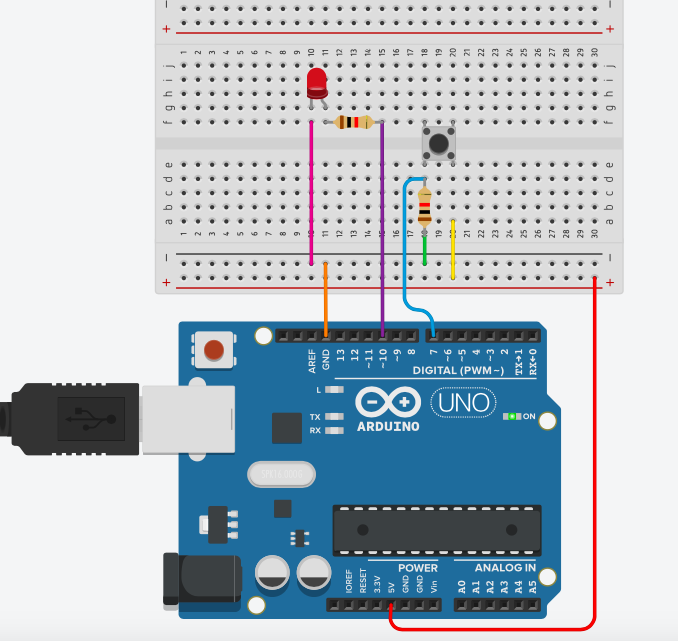 − −
+ +
1 2 3 4 5 6 7 8 9 10 11 12 13 14 15 16 17 18 19 20 21 22 23 24 25 26 27 28 29 30
j j
i i
h h
g g
f f
e e
d d
c c
b b
a a
1 2 3 4 5 6 7 8 9 10 11 12 13 14 15 16 17 18 19 20 21 22 23 24 25 26 27 28 29 30
− −
+ +
AREF GND 13 12 ~11 ~10 ~9 8 7 ~6 ~5 4 ~3 2 TX→1 RX←0
DIGITAL (PWM~)
L
TX
RX
ARDUINO
UNO
ON
POWER
ANALOG IN
IOREF RESET 3.3V 5V GND GND Vin A0 A1 A2 A3 A4 A5